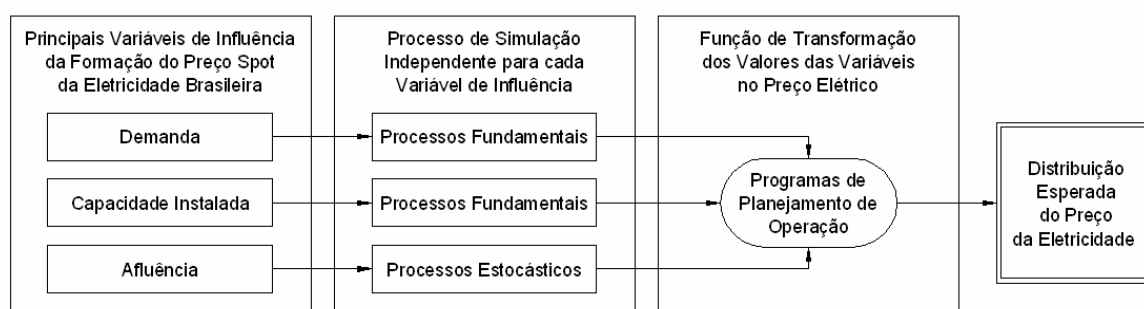 Principais Variáveis de Influência
da Formação do Preço Spot
da Eletricidade Brasileira
Demanda
Capacidade Instalada
Afluência
Processo de Simulação
Independente para cada
Variável de Influência
Processos Fundamentais
Processos Fundamentais
Processos Estocásticos
Função de Transformação
dos Valores das Variáveis
no Preço Elétrico
Programas de
Planejamento de
Operação
Distribuição
Esperada
do Preço
da Eletricidade